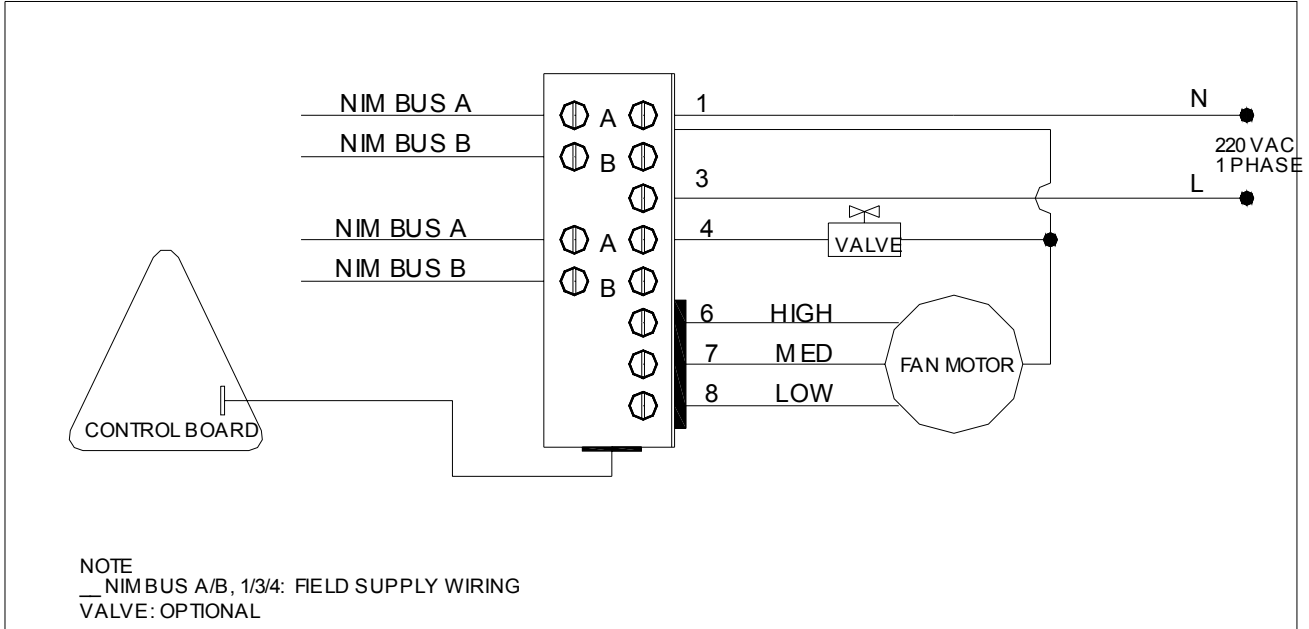 NIM BUS A
NIM BUS B
NIM BUS A
NIM BUS B
A
B
A
B
1
3
4
6
7
8
N
L
220 VAC
1 PHASE
VALVE
HIGH
MED
LOW
FAN MOTOR
CONTROL BOARD
NOTE
__ NIM BUS A/B, 1/3/4: FIELD SUPPLY WIRING
VALVE: OPTIONAL